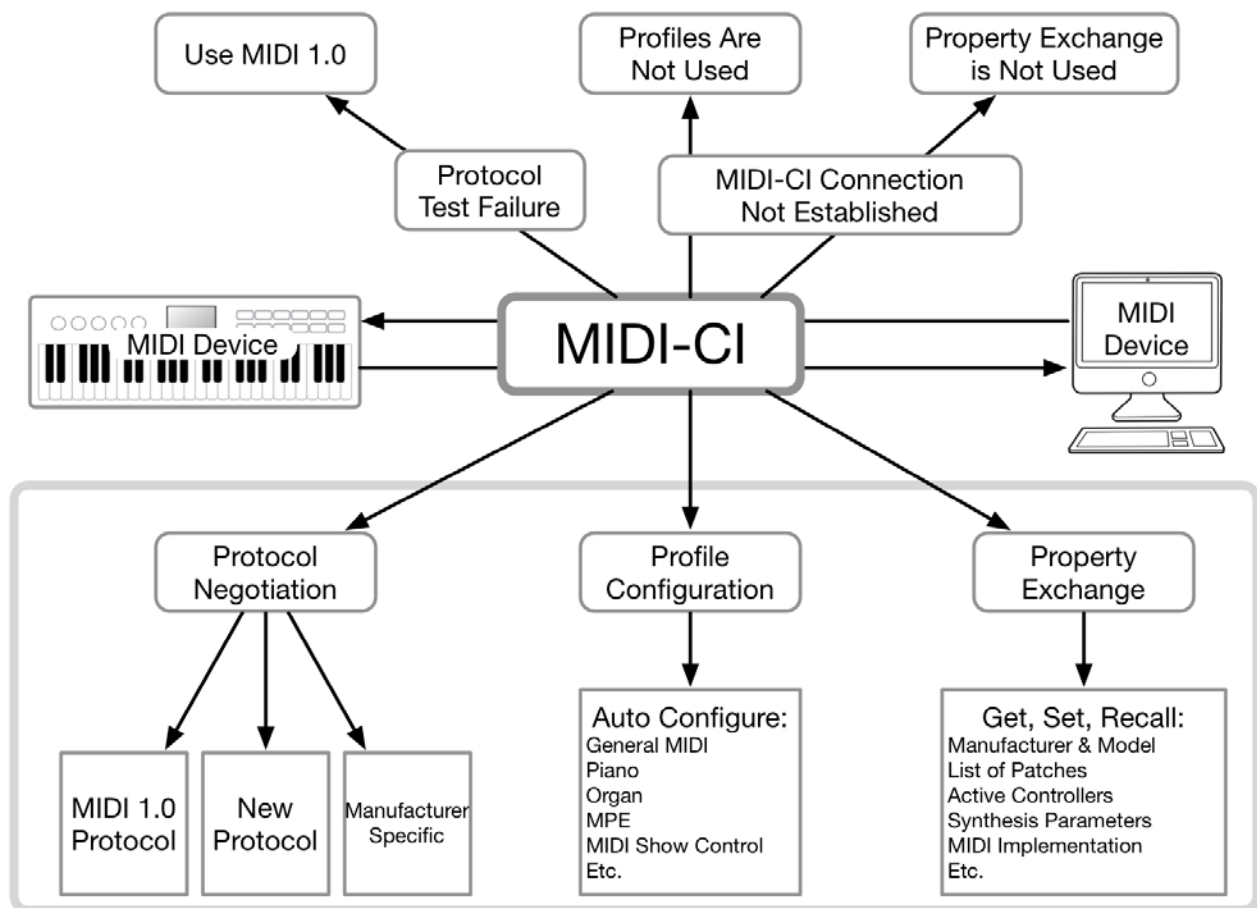 Use MIDI 1.0
Profiles Are
Not Used
Property Exchange
is Not Used
Protocol
Test Failure
MIDI-CI Connection
Not Established
MIDI Device
MIDI-CI
MIDI
Device
Protocol
Negotiation
Profile
Configuration
Property
Exchange
MIDI 1.0
Protocol
New
Protocol
Manufacturer
Specific
Auto Configure:
General MIDI
Piano
Organ
MPE
MIDI Show Control
Etc.
Get, Set, Recall:
Manufacturer & Model
List of Patches
Active Controllers
Synthesis Parameters
MIDI Implementation
Etc.